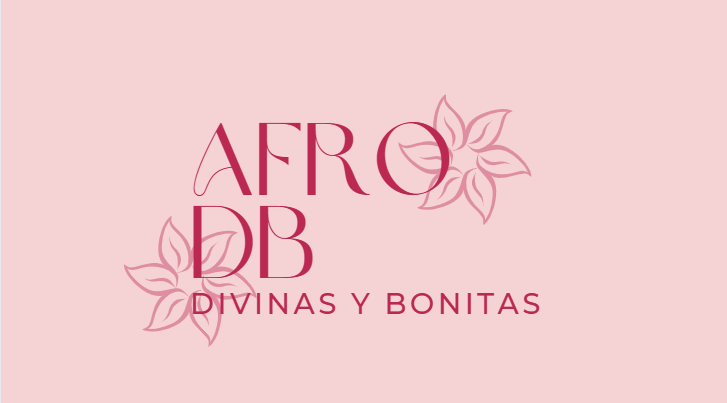 AFRO
DB
DIVINAS Y BONITAS